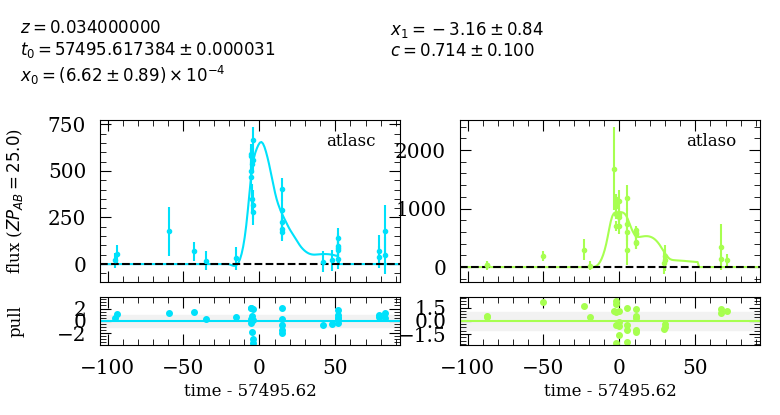 z = 0.034000000
t₀ = 57495.617384 ± 0.000031
x₀ = (6.62 ± 0.89) × 10⁻⁴
x₁ = −3.16 ± 0.84
c = 0.714 ± 0.100
flux (ZP_AB = 25.0)
750
500
250
0
atlasc
2000
1000
0
atlaso
pull
2
0
−2
1.5
0.0
−1.5
−100 −50 0 50
−100 −50 0 50
time - 57495.62
time - 57495.62